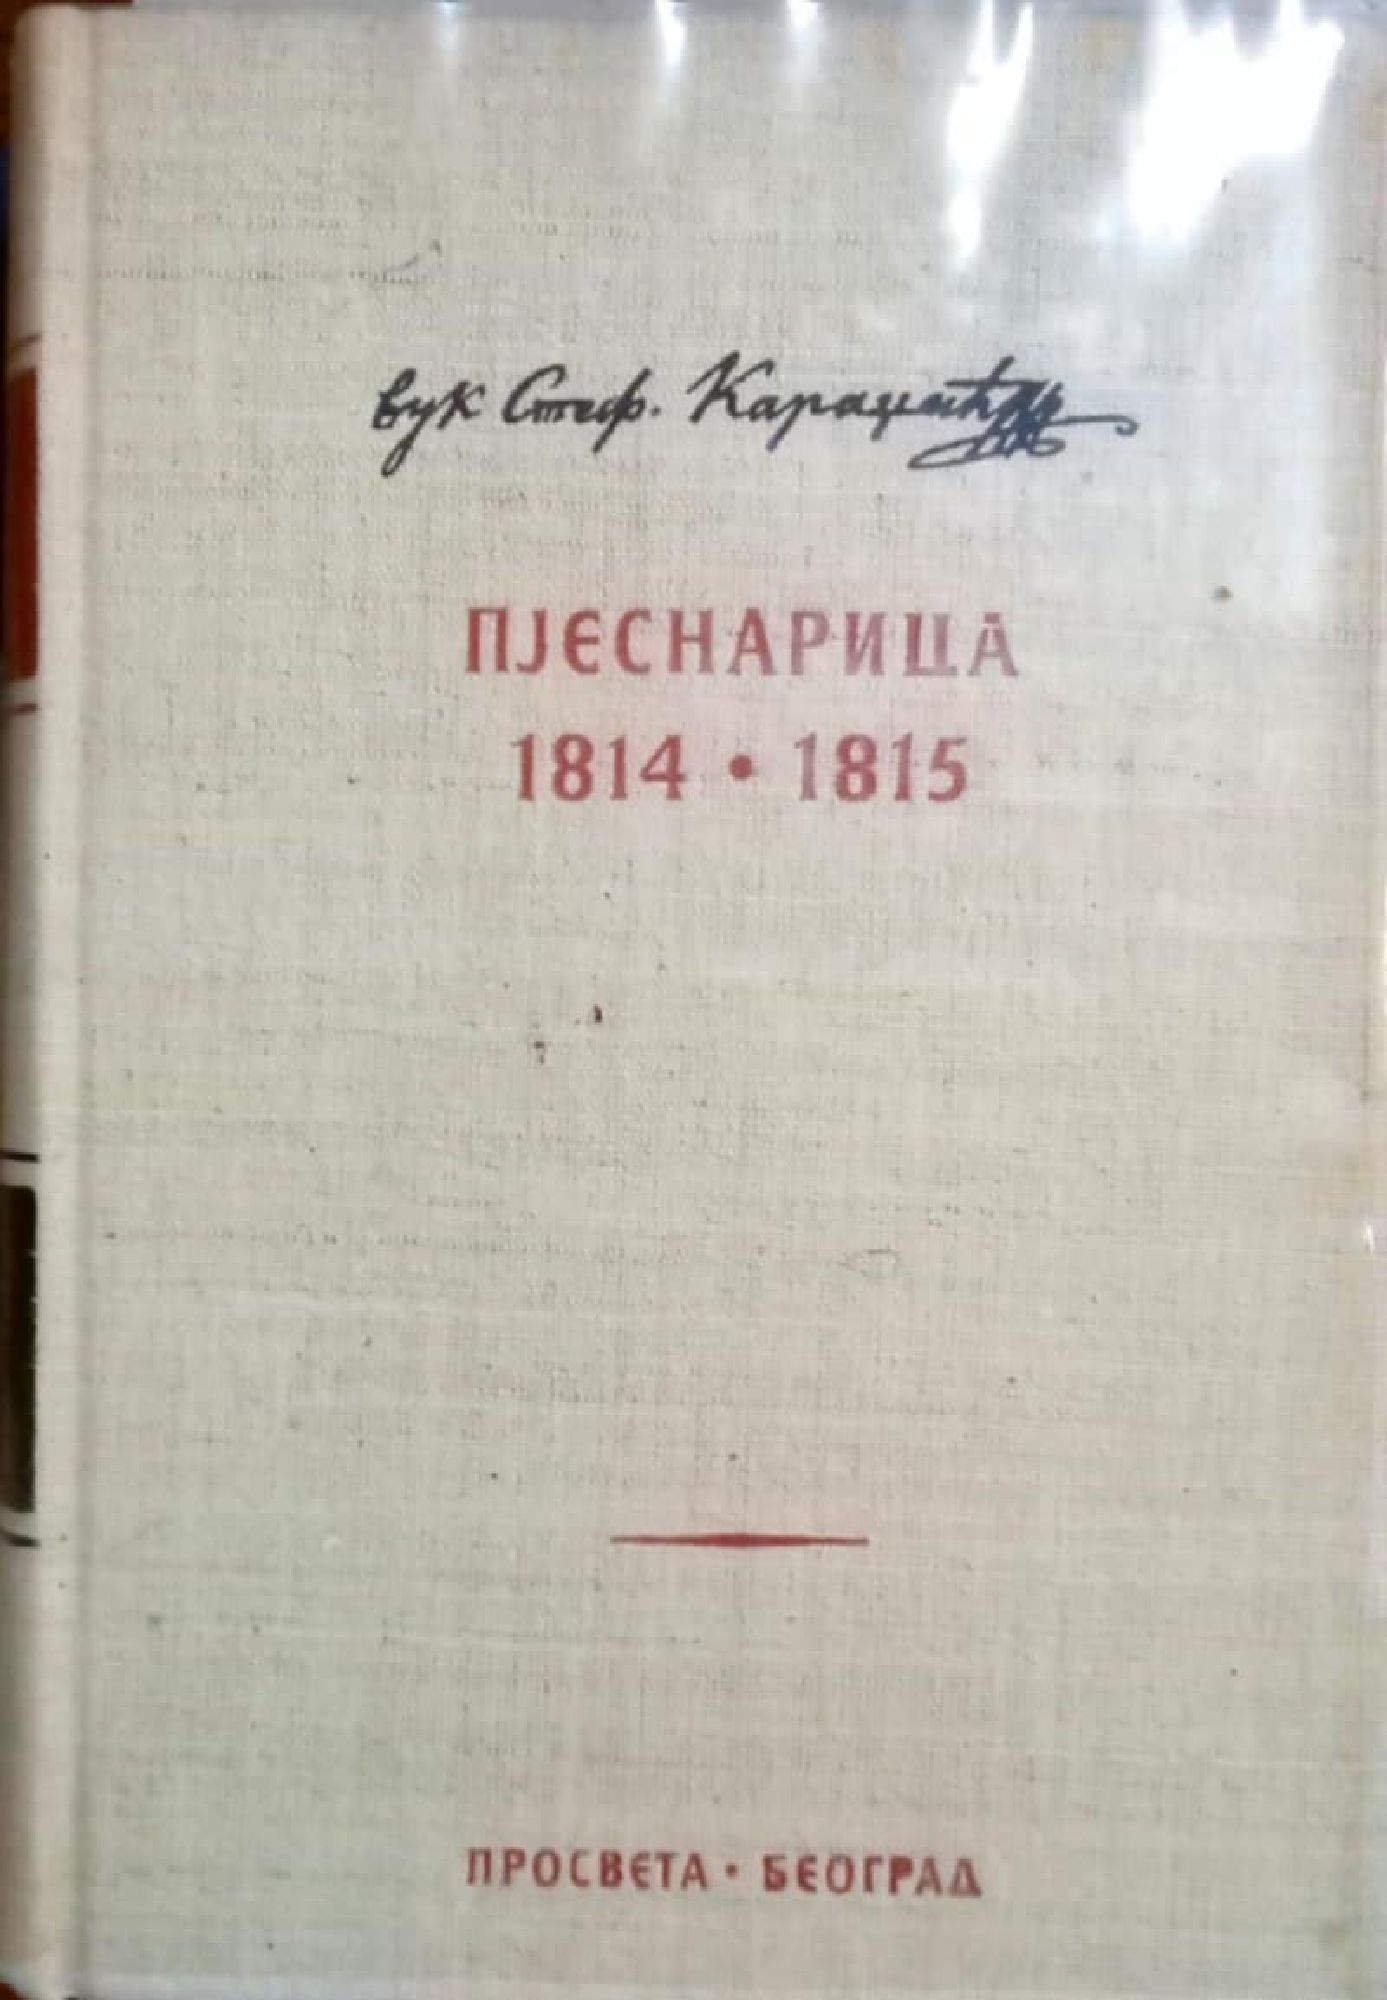 Вук Стеф. Караџић
ПЈЕСНАРИЦА
1814 • 1815
ПРОСВЕТА • БЕОГРАД